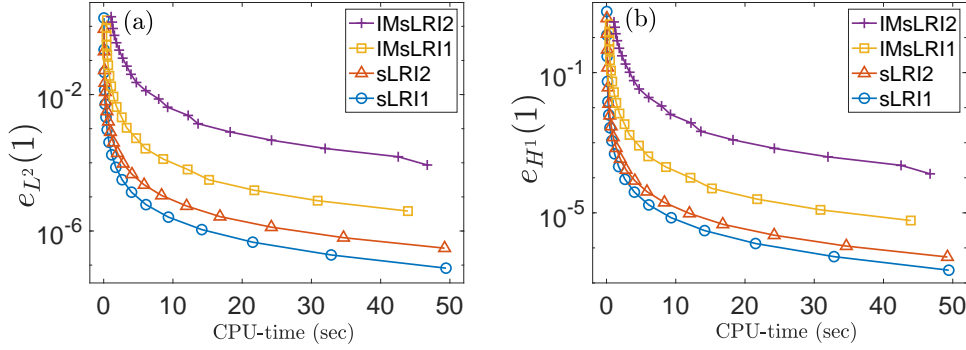 (a)
IMsLRI2
IMsLRI1
sLRI2
sLRI1
10^-2
10^-6
e_{L^2}(1)
0 10 20 30 40 50
CPU-time (sec)
(b)
IMsLRI2
IMsLRI1
sLRI2
sLRI1
10^-1
10^-5
e_{H^1}(1)
0 10 20 30 40 50
CPU-time (sec)